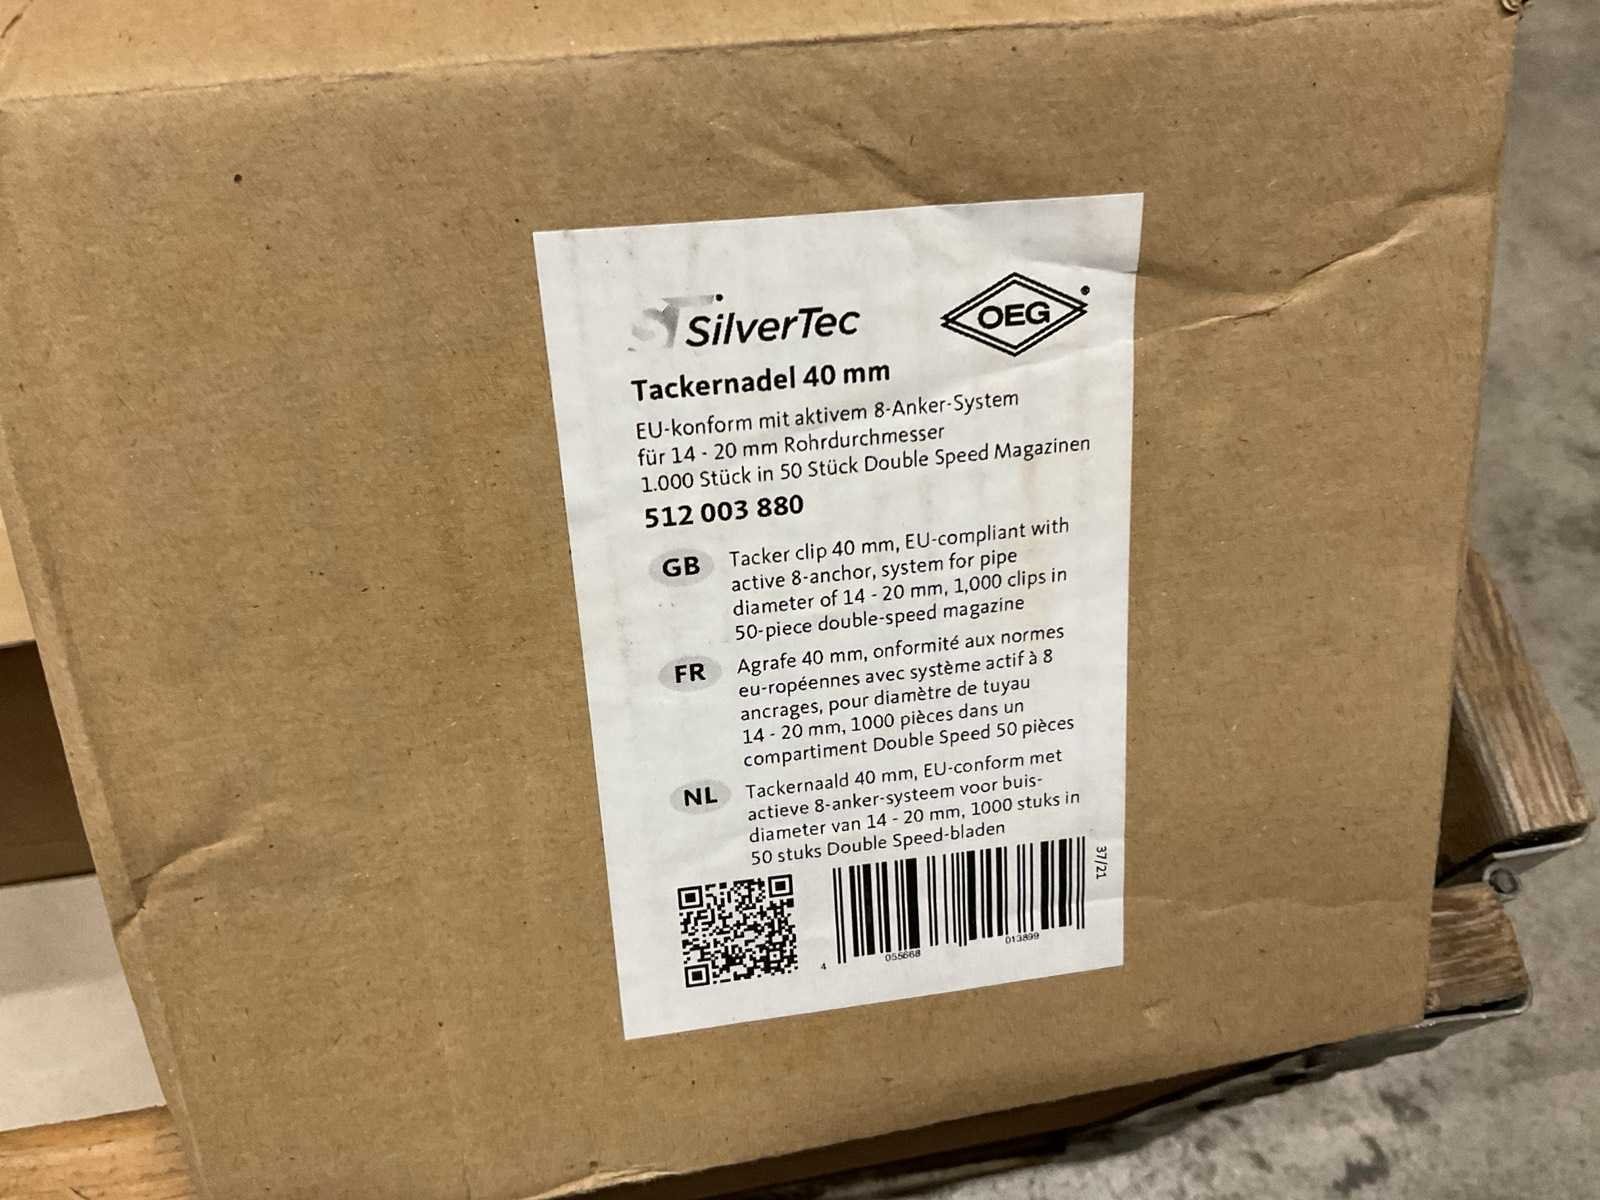 ST SilverTec
OEG
Tackernadel 40 mm
EU-konform mit aktivem 8-Anker-System
für 14 - 20 mm Rohrdurchmesser
1.000 Stück in 50 Stück Double Speed Magazinen
512 003 880
GB
Tacker clip 40 mm, EU-compliant with
active 8-anchor, system for pipe
diameter of 14 - 20 mm, 1,000 clips in
50-piece double-speed magazine
FR
Agrafe 40 mm, onformité aux normes
eu-ropéennes avec système actif à 8
ancrages, pour diamètre de tuyau
14 - 20 mm, 1000 pièces dans un
compartiment Double Speed 50 pièces
NL
Tackernaald 40 mm, EU-conform met
actieve 8-anker-systeem voor buis-
diameter van 14 - 20 mm, 1000 stuks in
50 stuks Double Speed-bladen
37/21
4 055668 013899